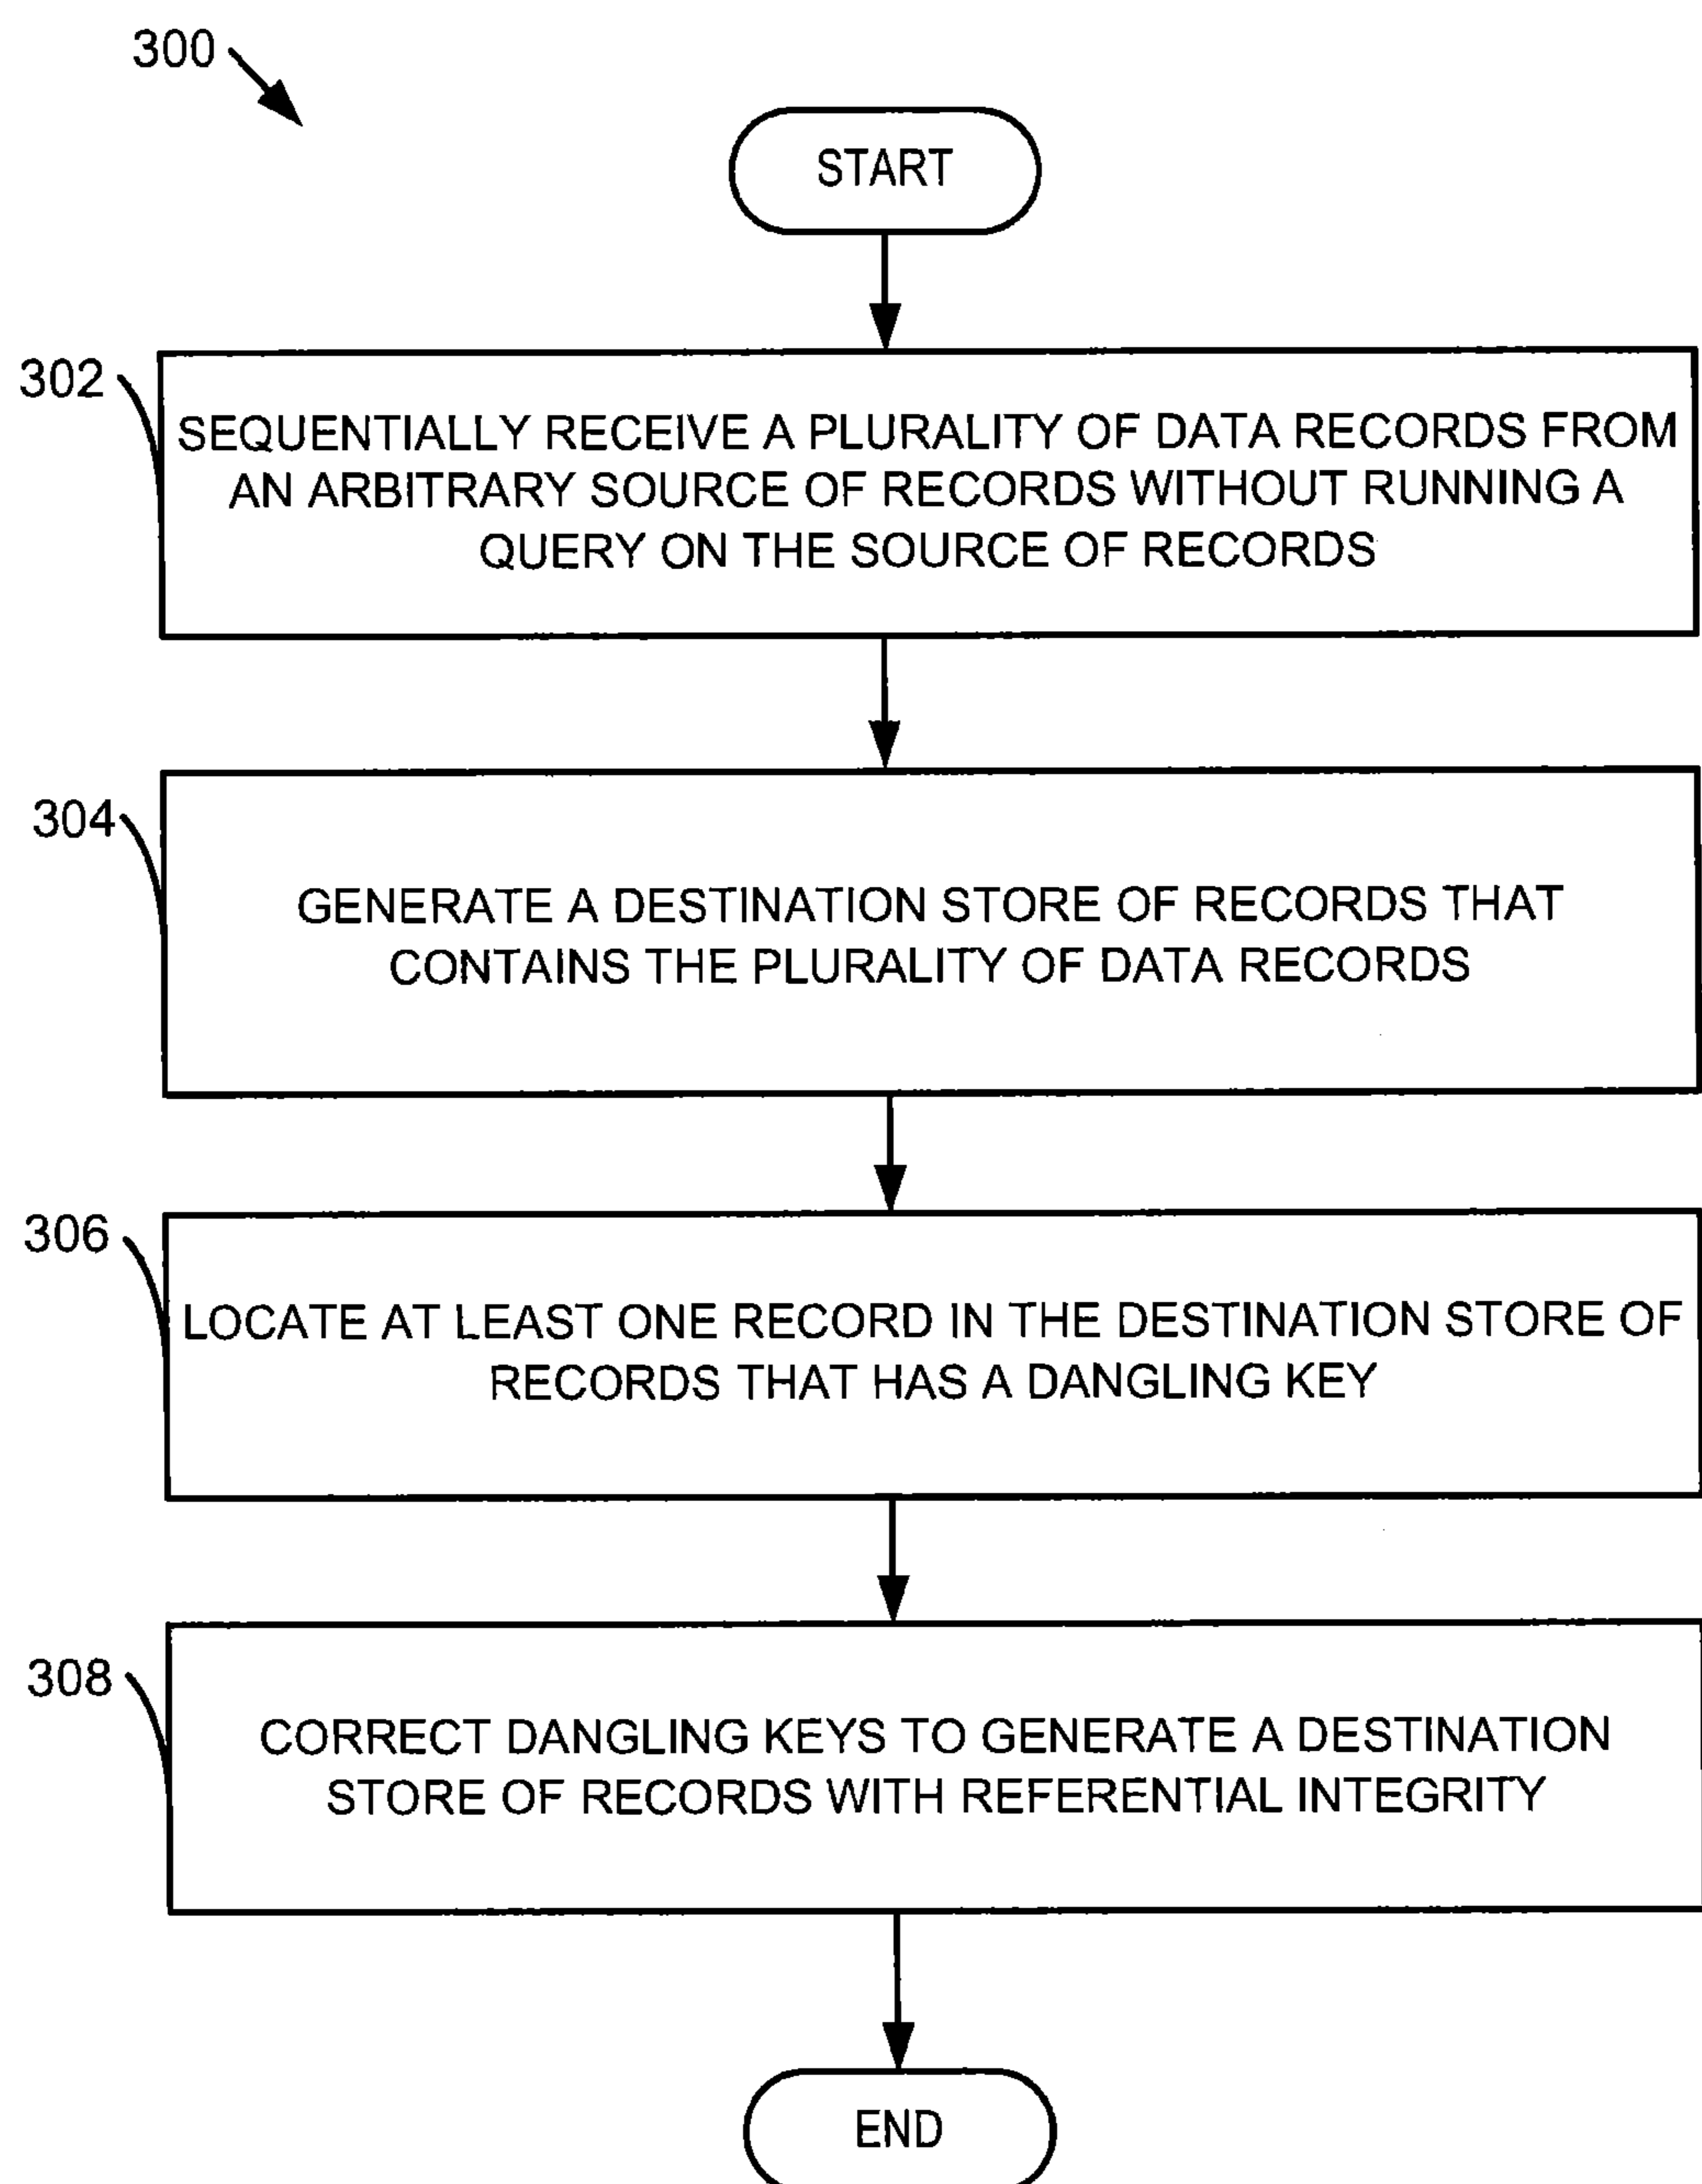 300
START
302
SEQUENTIALLY RECEIVE A PLURALITY OF DATA RECORDS FROM
AN ARBITRARY SOURCE OF RECORDS WITHOUT RUNNING A
QUERY ON THE SOURCE OF RECORDS
304
GENERATE A DESTINATION STORE OF RECORDS THAT
CONTAINS THE PLURALITY OF DATA RECORDS
306
LOCATE AT LEAST ONE RECORD IN THE DESTINATION STORE OF
RECORDS THAT HAS A DANGLING KEY
308
CORRECT DANGLING KEYS TO GENERATE A DESTINATION
STORE OF RECORDS WITH REFERENTIAL INTEGRITY
END